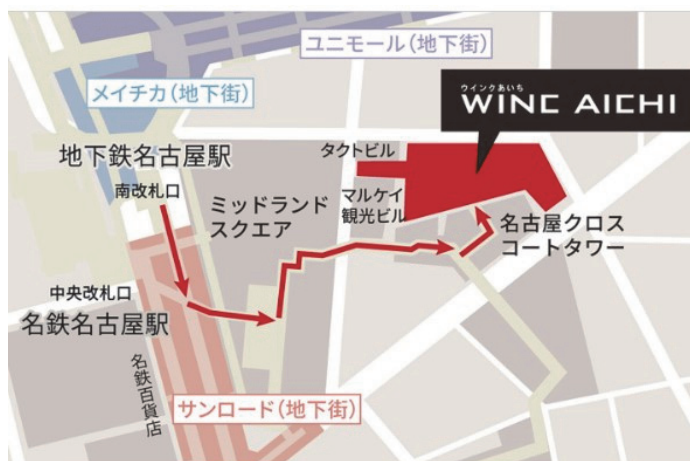 ユニモール（地下街）
メイチカ（地下街）
ウインクあいち
WINC AICHI
地下鉄名古屋駅
南改札口
タクトビル
ミッドランド
スクエア
マルケイ
観光ビル
名古屋クロス
コートタワー
中央改札口
名鉄名古屋駅
名鉄百貨店
サンロード（地下街）